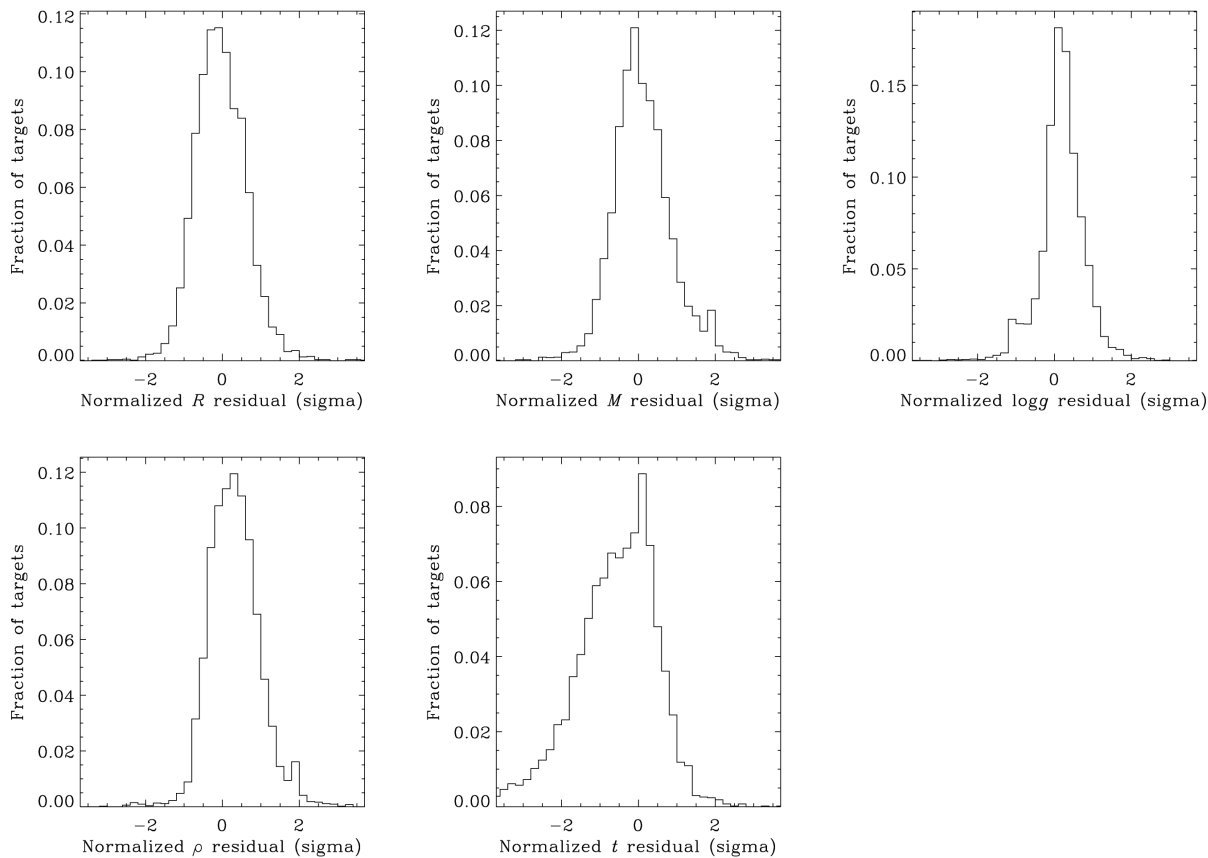 0.12
0.10
0.08
0.06
0.04
0.02
0.00
Fraction of targets
−2 0 2
Normalized R residual (sigma)
0.12
0.10
0.08
0.06
0.04
0.02
0.00
Fraction of targets
−2 0 2
Normalized M residual (sigma)
0.15
0.10
0.05
0.00
Fraction of targets
−2 0 2
Normalized logg residual (sigma)
0.12
0.10
0.08
0.06
0.04
0.02
0.00
Fraction of targets
−2 0 2
Normalized ρ residual (sigma)
0.08
0.06
0.04
0.02
0.00
Fraction of targets
−2 0 2
Normalized t residual (sigma)